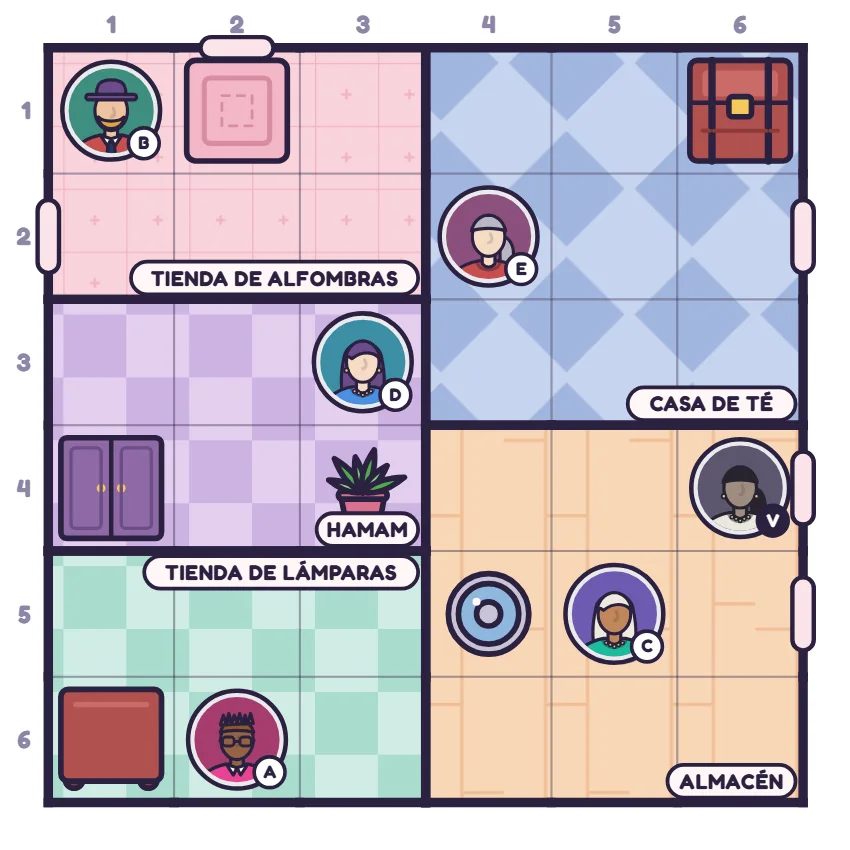 1 2 3 4 5 6
1
B
2
E
TIENDA DE ALFOMBRAS
3
D
CASA DE TÉ
4
V
HAMAM
TIENDA DE LÁMPARAS
5
C
6
A
ALMACÉN